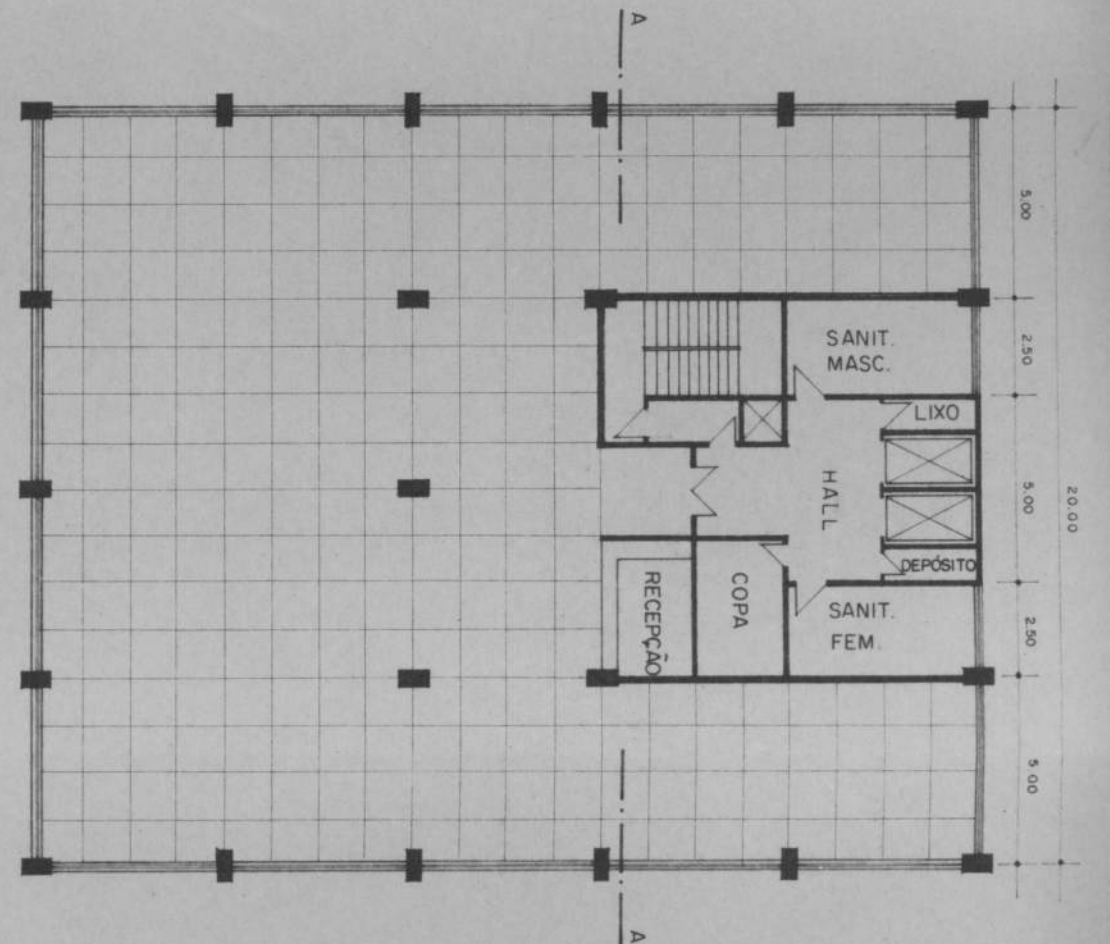 A
SANIT.
MASC.
LIXO
HALL
DEPÓSITO
RECEPÇÃO
COPA
SANIT.
FEM.
5.00
2.50
5.00
2.50
5.00
20.00
A